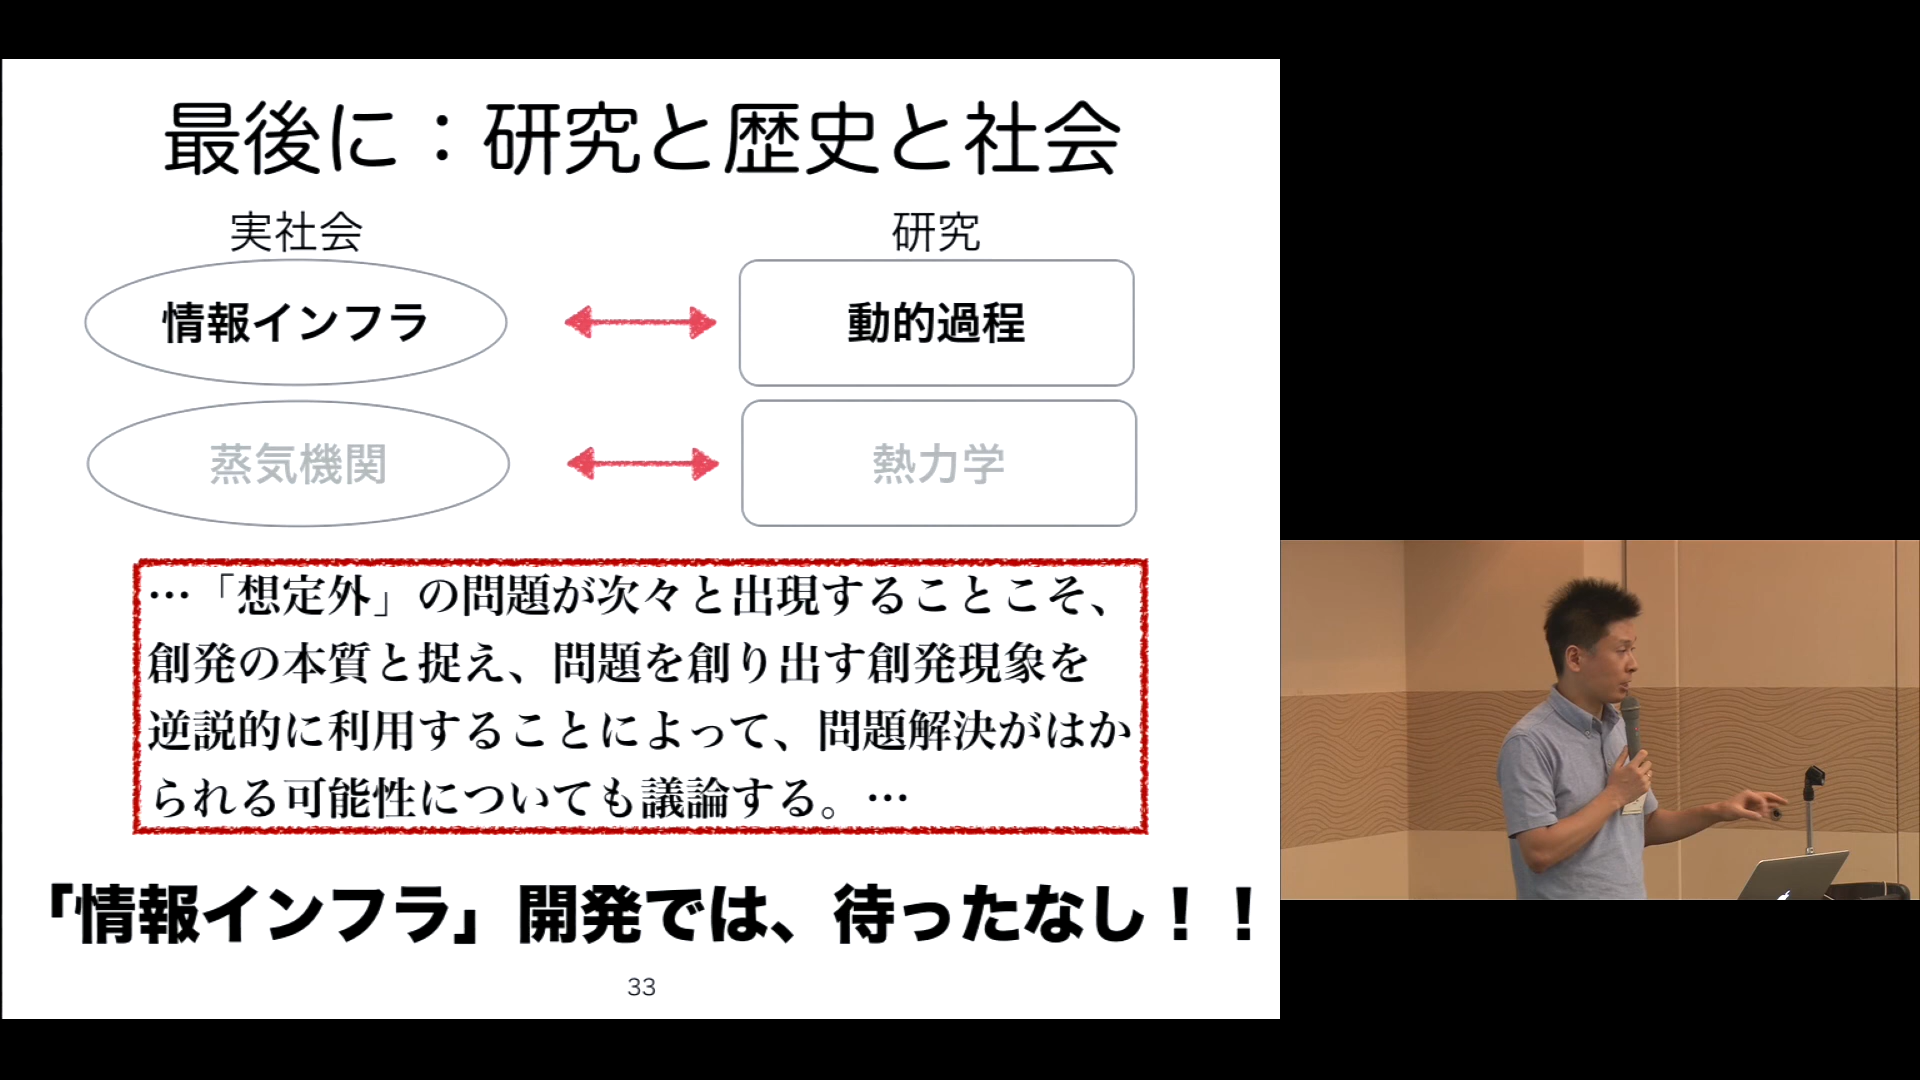 最後に：研究と歴史と社会
実社会
研究
情報インフラ
動的過程
蒸気機関
熱力学
…「想定外」の問題が次々と出現することこそ、
創発の本質と捉え、問題を創り出す創発現象を
逆説的に利用することによって、問題解決がはか
られる可能性についても議論する。…
「情報インフラ」開発では、待ったなし！！
33